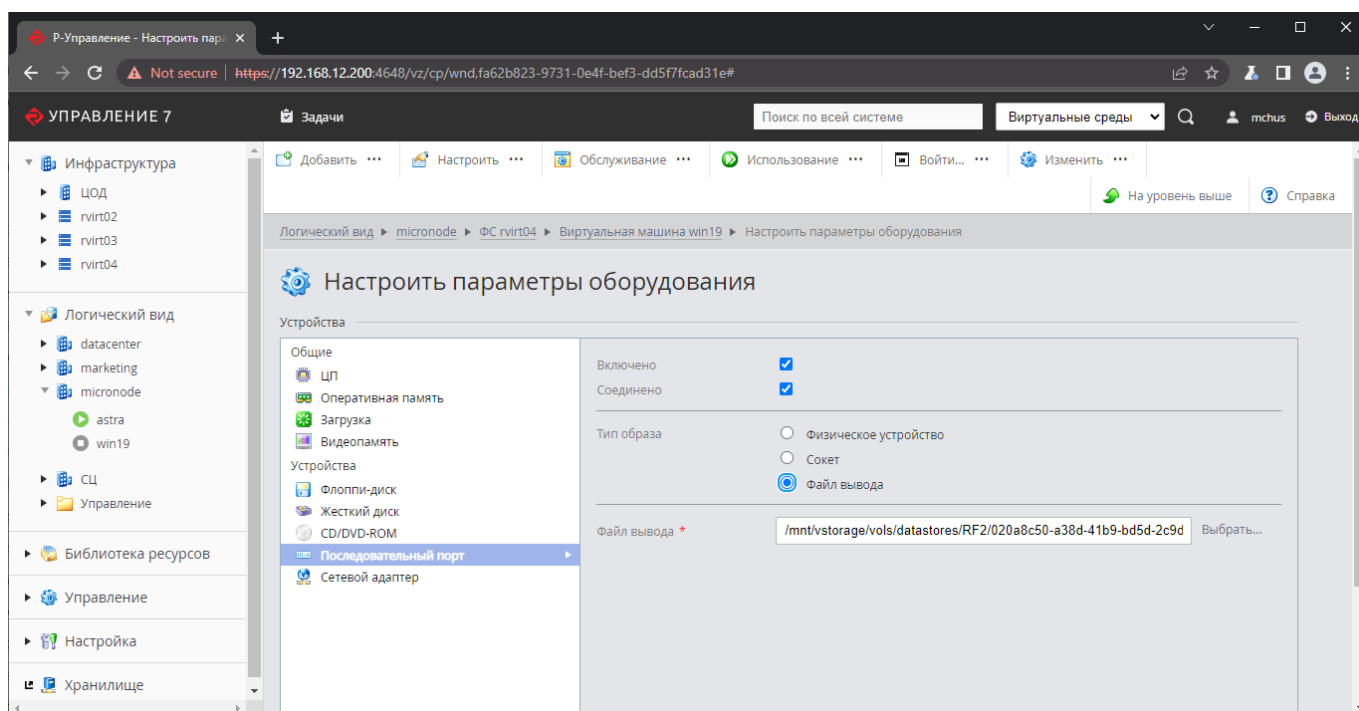 Р-Управление - Настроить пара
Not secure
https://192.168.12.200:4648/vz/cp/wnd,fa62b823-9731-0e4f-bef3-dd5f7fcad31e#
УПРАВЛЕНИЕ 7
Задачи
Поиск по всей системе
Виртуальные среды
mchus
Выход
Инфраструктура
ЦОД
rvirt02
rvirt03
rvirt04
Логический вид
datacenter
marketing
micronode
astra
win19
СЦ
Управление
Библиотека ресурсов
Управление
Настройка
Хранилище
Добавить ••• Настроить ••• Обслуживание ••• Использование ••• Войти... ••• Изменить •••
На уровень выше Справка
Логический вид ▸ micronode ▸ ФС rvirt04 ▸ Виртуальная машина win19 ▸ Настроить параметры оборудования
Настроить параметры оборудования
Устройства
Общие
ЦП
Оперативная память
Загрузка
Видеопамять
Устройства
Флоппи-диск
Жесткий диск
CD/DVD-ROM
Последовательный порт
Сетевой адаптер
Включено
Соединено
Тип образа
Физическое устройство
Сокет
Файл вывода
Файл вывода *
/mnt/vstorage/vols/datastores/RF2/020a8c50-a38d-41b9-bd5d-2c9d
Выбрать...